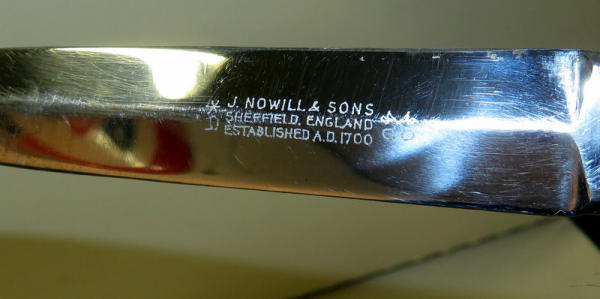 J. NOWILL & SONS
SHEFFIELD, ENGLAND
ESTABLISHED A.D. 1700